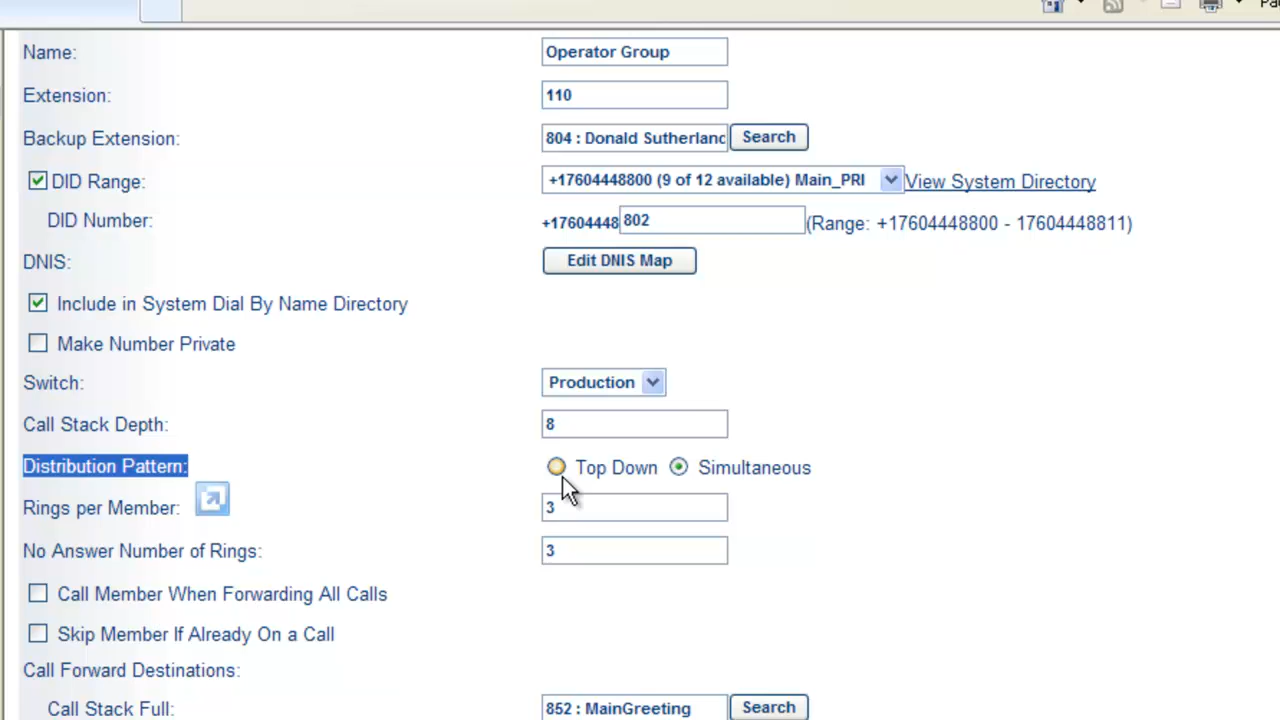 Pa
Name: Operator Group
Extension: 110
Backup Extension: 804 : Donald Sutherland Search
DID Range: +17604448800 (9 of 12 available) Main_PRI View System Directory
DID Number: +17604448 802 (Range: +17604448800 - 17604448811)
DNIS: Edit DNIS Map
Include in System Dial By Name Directory
Make Number Private
Switch: Production
Call Stack Depth: 8
Distribution Pattern: Top Down Simultaneous
Rings per Member: 3
No Answer Number of Rings: 3
Call Member When Forwarding All Calls
Skip Member If Already On a Call
Call Forward Destinations:
Call Stack Full: 852 : MainGreeting Search